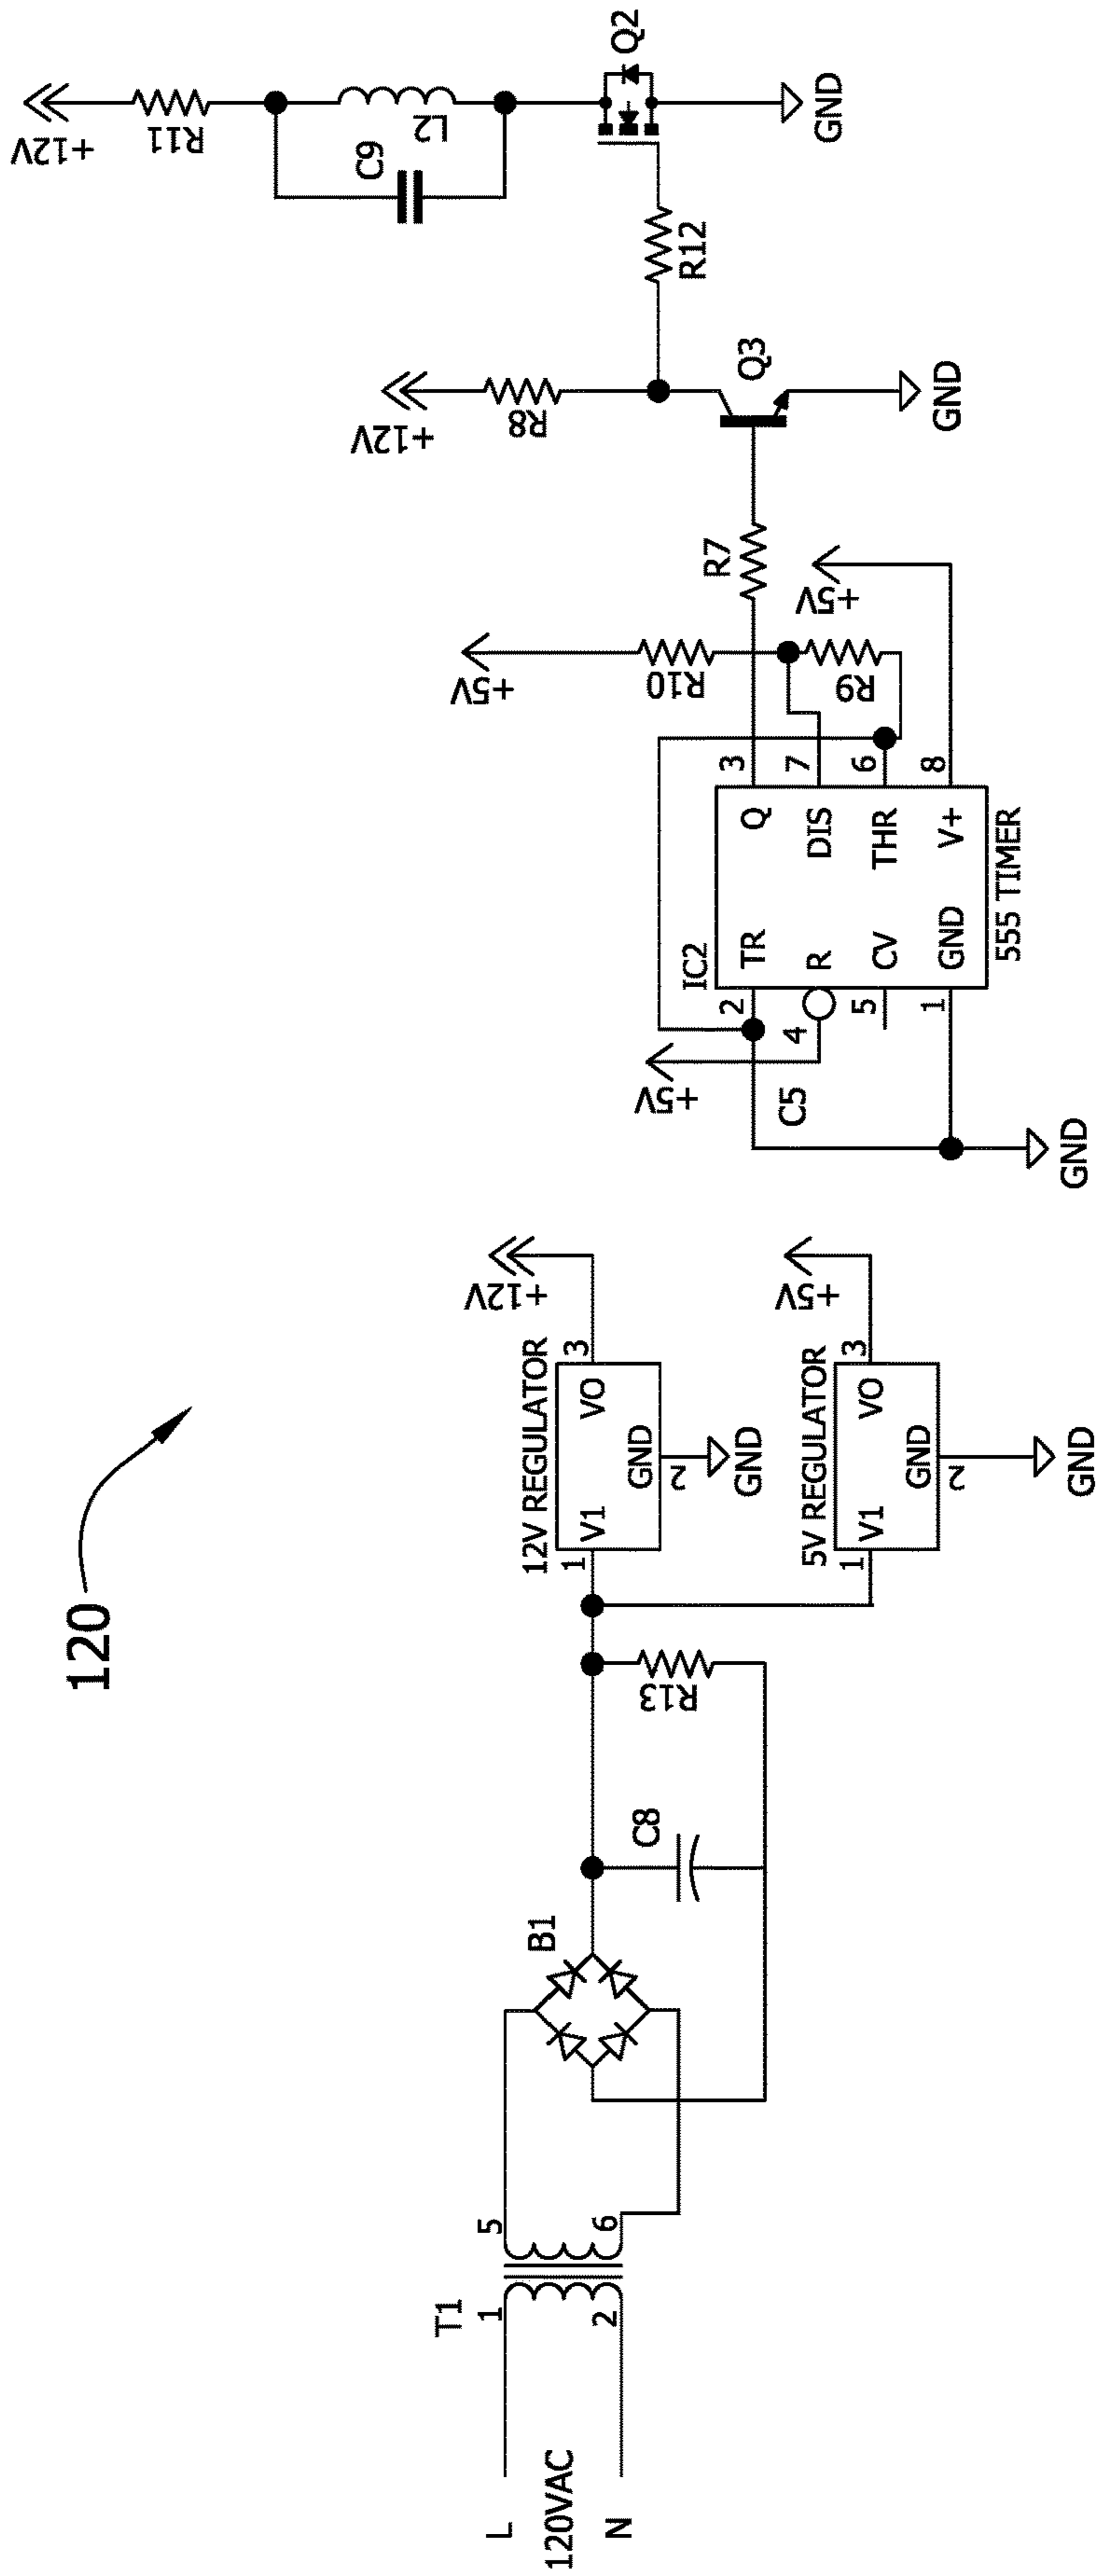 120
L
120VAC
N
T1
1
2
5
6
B1
C8
R13
12V REGULATOR
1
V1
VO
3
GND
2
GND
+12V
5V REGULATOR
1
V1
VO
3
GND
2
GND
+5V
GND
C5
+5V
IC2
2
TR
4
R
5
CV
1
GND
Q
3
DIS
7
THR
6
V+
8
555 TIMER
+5V
R10
R9
+5V
R7
+12V
R8
Q3
GND
R12
+12V
R11
C9
L2
Q2
GND